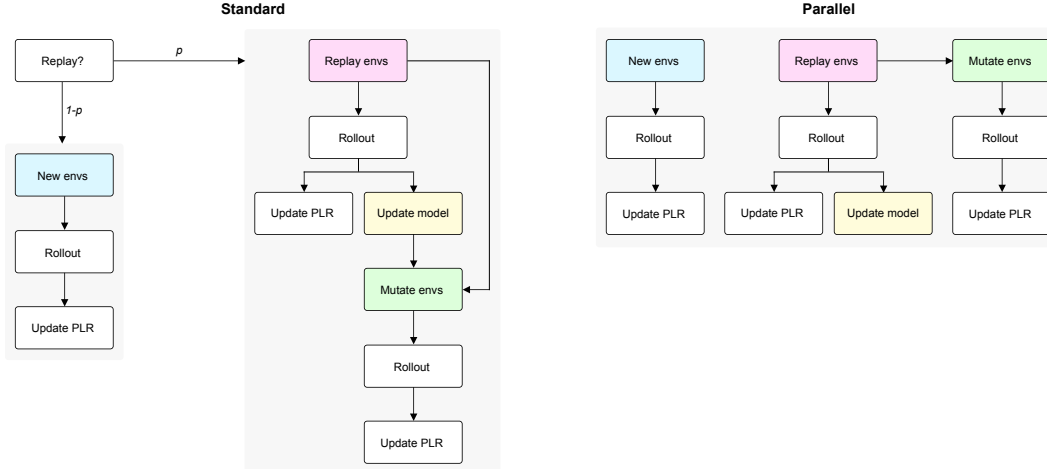 Standard
Replay?
p
1-p
New envs
Rollout
Update PLR
Replay envs
Rollout
Update PLR
Update model
Mutate envs
Rollout
Update PLR
Parallel
New envs
Replay envs
Mutate envs
Rollout
Rollout
Rollout
Update PLR
Update PLR
Update model
Update PLR